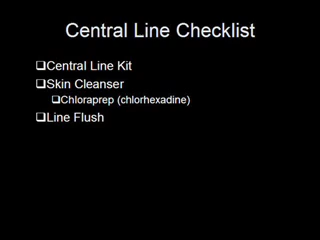 Central Line Checklist
❑Central Line Kit
❑Skin Cleanser
❑Chloraprep (chlorhexadine)
❑Line Flush